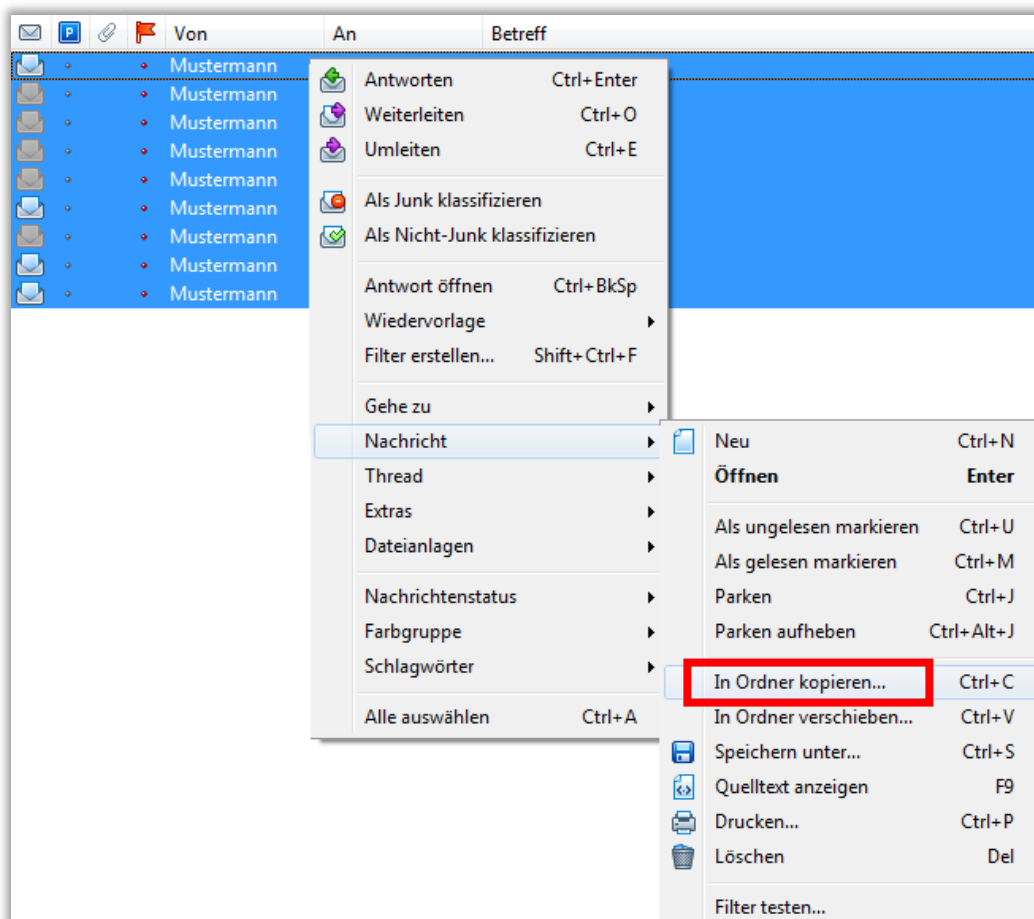 P Von An Betreff
Mustermann
Mustermann
Mustermann
Mustermann
Mustermann
Mustermann
Mustermann
Mustermann
Mustermann
Antworten Ctrl+Enter
Weiterleiten Ctrl+O
Umleiten Ctrl+E
Als Junk klassifizieren
Als Nicht-Junk klassifizieren
Antwort öffnen Ctrl+BkSp
Wiedervorlage
Filter erstellen... Shift+Ctrl+F
Gehe zu
Nachricht
Thread
Extras
Dateianlagen
Nachrichtenstatus
Farbgruppe
Schlagwörter
Alle auswählen Ctrl+A
Neu Ctrl+N
Öffnen Enter
Als ungelesen markieren Ctrl+U
Als gelesen markieren Ctrl+M
Parken Ctrl+J
Parken aufheben Ctrl+Alt+J
In Ordner kopieren... Ctrl+C
In Ordner verschieben... Ctrl+V
Speichern unter... Ctrl+S
Quelltext anzeigen F9
Drucken... Ctrl+P
Löschen Del
Filter testen...